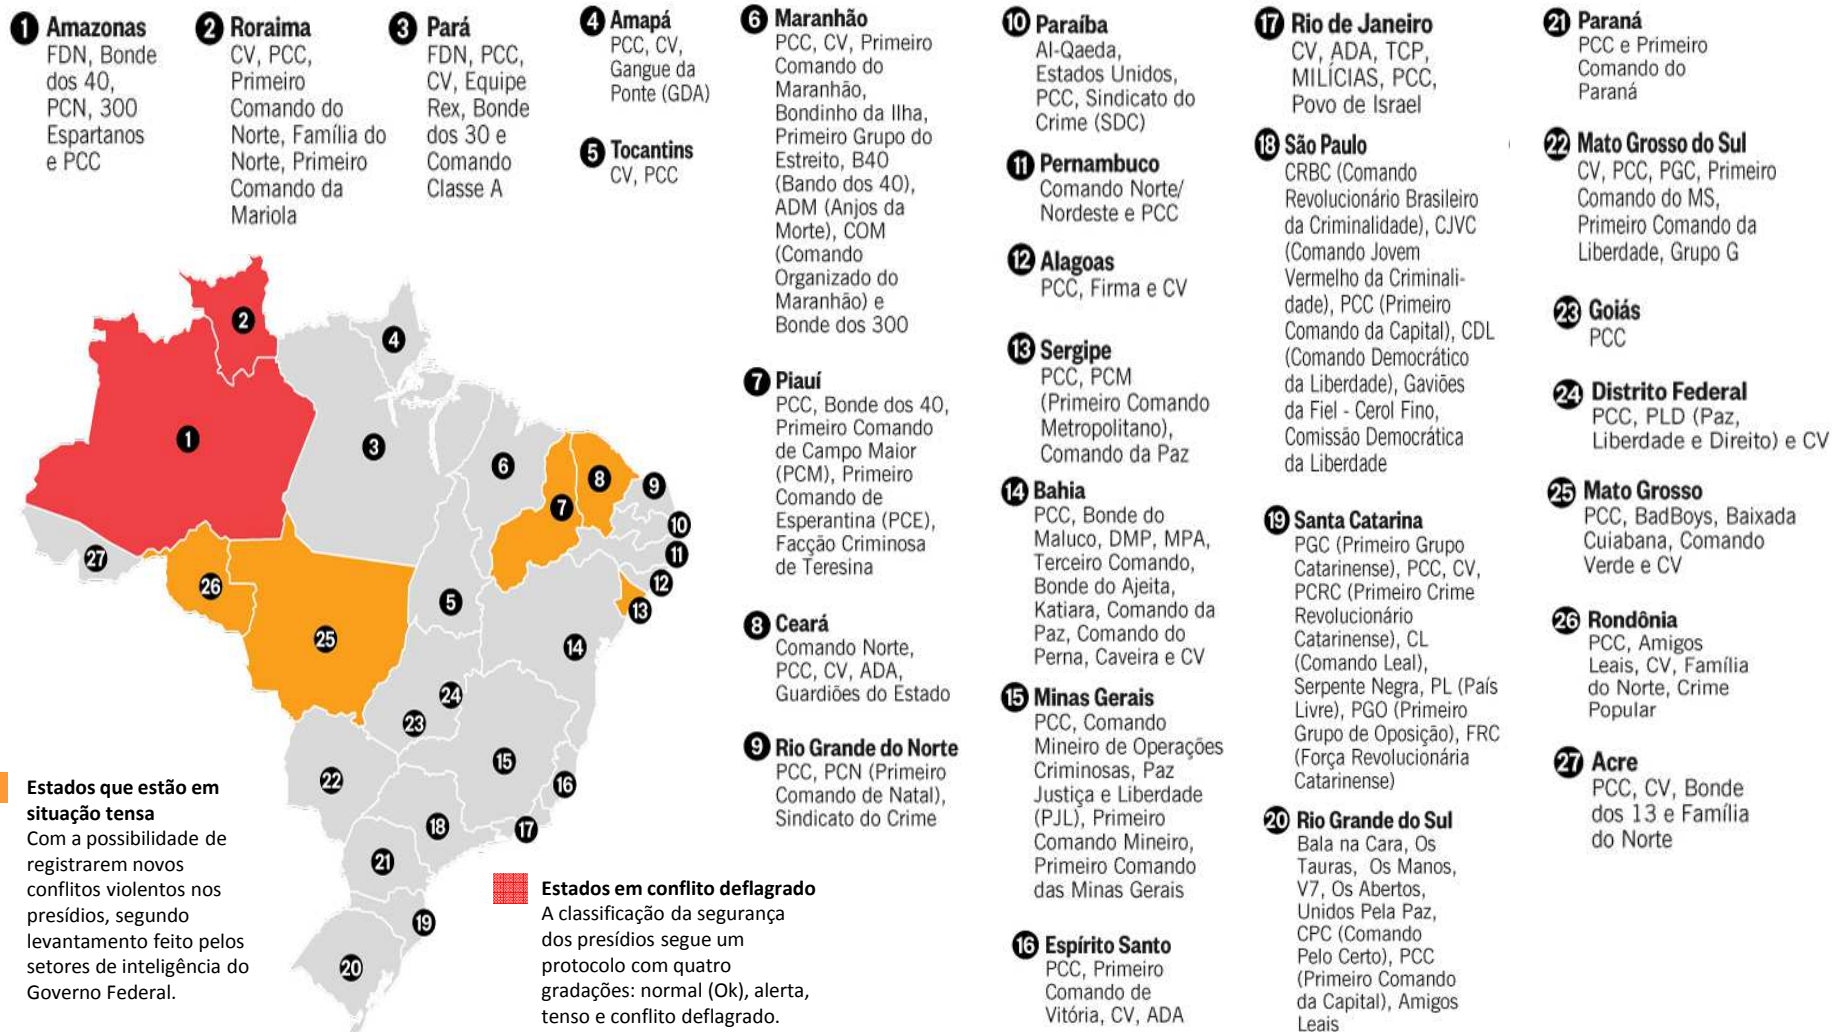 1 Amazonas
FDN, Bonde
dos 40,
PCN, 300
Espartanos
e PCC
2 Roraima
CV, PCC,
Primeiro
Comando do
Norte, Família do
Norte, Primeiro
Comando da
Mariola
3 Pará
FDN, PCC,
CV, Equipe
Rex, Bonde
dos 30 e
Comando
Classe A
4 Amapá
PCC, CV,
Gangue da
Ponte (GDA)
5 Tocantins
CV, PCC
6 Maranhão
PCC, CV, Primeiro
Comando do
Maranhão,
Bondinho da Ilha,
Primeiro Grupo do
Estreito, B40
(Bando dos 40),
ADM (Anjos da
Morte), COM
(Comando
Organizado do
Maranhão) e
Bonde dos 300
7 Piauí
PCC, Bonde dos 40,
Primeiro Comando
de Campo Maior
(PCM), Primeiro
Comando de
Esperantina (PCE),
Facção Criminosa
de Teresina
8 Ceará
Comando Norte,
PCC, CV, ADA,
Guardiões do Estado
9 Rio Grande do Norte
PCC, PCN (Primeiro
Comando de Natal),
Sindicato do Crime
10 Paraíba
Al-Qaeda,
Estados Unidos,
PCC, Sindicato do
Crime (SDC)
11 Pernambuco
Comando Norte/
Nordeste e PCC
12 Alagoas
PCC, Firma e CV
13 Sergipe
PCC, PCM
(Primeiro Comando
Metropolitano),
Comando da Paz
14 Bahia
PCC, Bonde do
Maluco, DMP, MPA,
Terceiro Comando,
Bonde do Ajeita,
Katiara, Comando da
Paz, Comando do
Perna, Caveira e CV
15 Minas Gerais
PCC, Comando
Mineiro de Operações
Criminosas, Paz
Justiça e Liberdade
(PJL), Primeiro
Comando Mineiro,
Primeiro Comando
das Minas Gerais
16 Espírito Santo
PCC, Primeiro
Comando de
Vitória, CV, ADA
17 Rio de Janeiro
CV, ADA, TCP,
MILÍCIAS, PCC,
Povo de Israel
18 São Paulo
CRBC (Comando
Revolucionário Brasileiro
da Criminalidade), CJVC
(Comando Jovem
Vermelho da Criminali-
dade), PCC (Primeiro
Comando da Capital), CDL
(Comando Democrático
da Liberdade), Gaviões
da Fiel - Cerol Fino,
Comissão Democrática
da Liberdade
19 Santa Catarina
PGC (Primeiro Grupo
Catarinense), PCC, CV,
PCRC (Primeiro Crime
Revolucionário
Catarinense), CL
(Comando Leal),
Serpente Negra, PL (País
Livre), PGO (Primeiro
Grupo de Oposição), FRC
(Força Revolucionária
Catarinense)
20 Rio Grande do Sul
Bala na Cara, Os
Tauras, Os Manos,
V7, Os Abertos,
Unidos Pela Paz,
CPC (Comando
Pelo Certo), PCC
(Primeiro Comando
da Capital), Amigos
Leais
21 Paraná
PCC e Primeiro
Comando do
Paraná
22 Mato Grosso do Sul
CV, PCC, PGC, Primeiro
Comando do MS,
Primeiro Comando da
Liberdade, Grupo G
23 Goiás
PCC
24 Distrito Federal
PCC, PLD (Paz,
Liberdade e Direito) e CV
25 Mato Grosso
PCC, BadBoys, Baixada
Cuiabana, Comando
Verde e CV
26 Rondônia
PCC, Amigos
Leais, CV, Família
do Norte, Crime
Popular
27 Acre
PCC, CV, Bonde
dos 13 e Família
do Norte
2
4
1
3
6
8
9
7
10
11
27
26
5
12
13
25
14
24
23
22
15
16
18
17
21
19
20
Estados que estão em
situação tensa
Com a possibilidade de
registrarem novos
conflitos violentos nos
presídios, segundo
levantamento feito pelos
setores de inteligência do
Governo Federal.
Estados em conflito deflagrado
A classificação da segurança
dos presídios segue um
protocolo com quatro
gradações: normal (Ok), alerta,
tenso e conflito deflagrado.